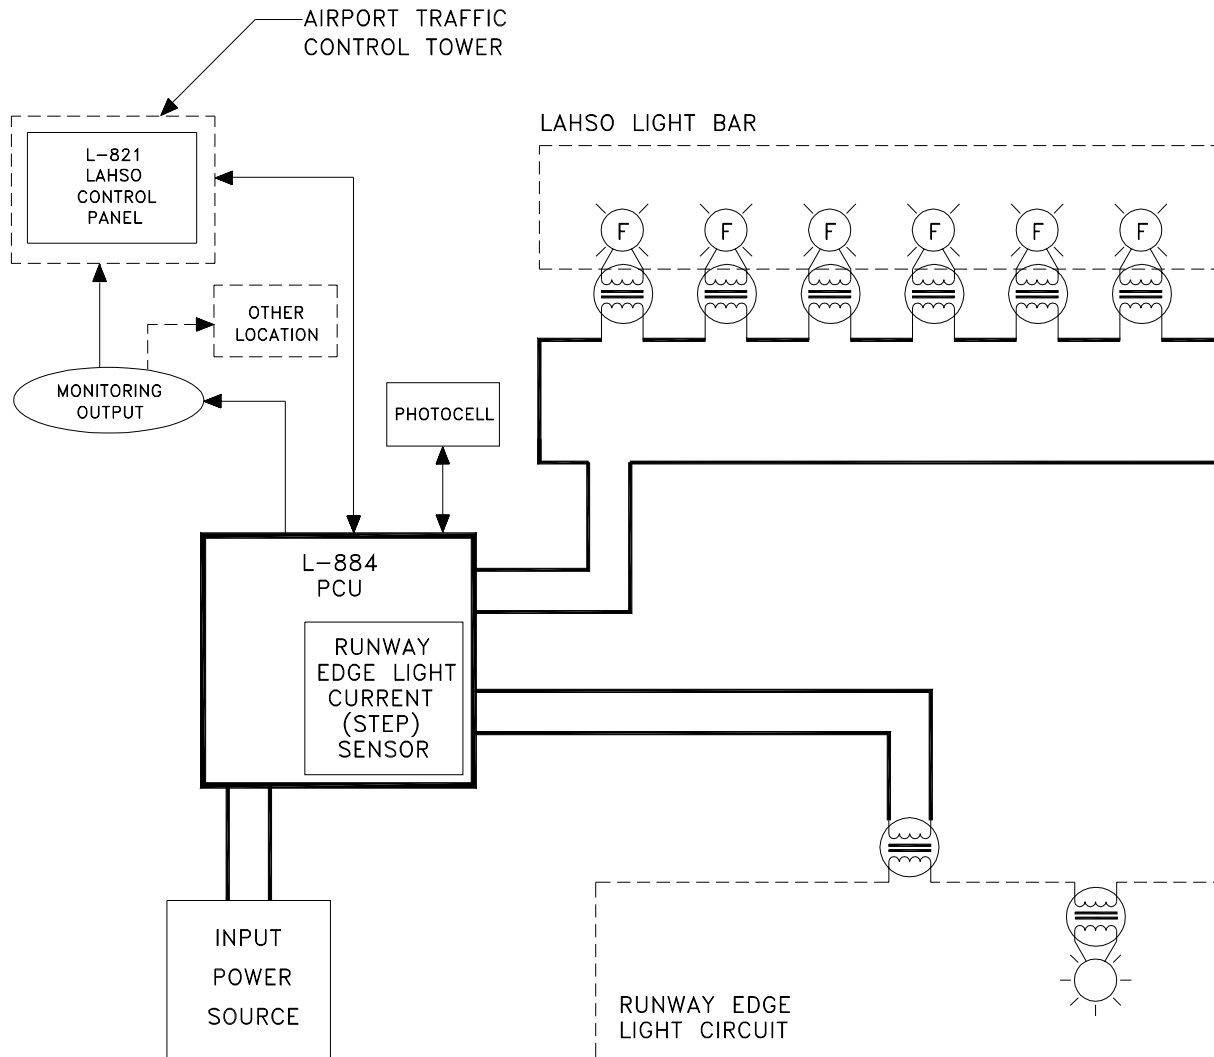 AIRPORT TRAFFIC
CONTROL TOWER
LAHSO LIGHT BAR
L-821
LAHSO
CONTROL
PANEL
F F F F F F
OTHER
LOCATION
MONITORING
OUTPUT
PHOTOCELL
L-884
PCU
RUNWAY
EDGE LIGHT
CURRENT
(STEP)
SENSOR
INPUT
POWER
SOURCE
RUNWAY EDGE
LIGHT CIRCUIT